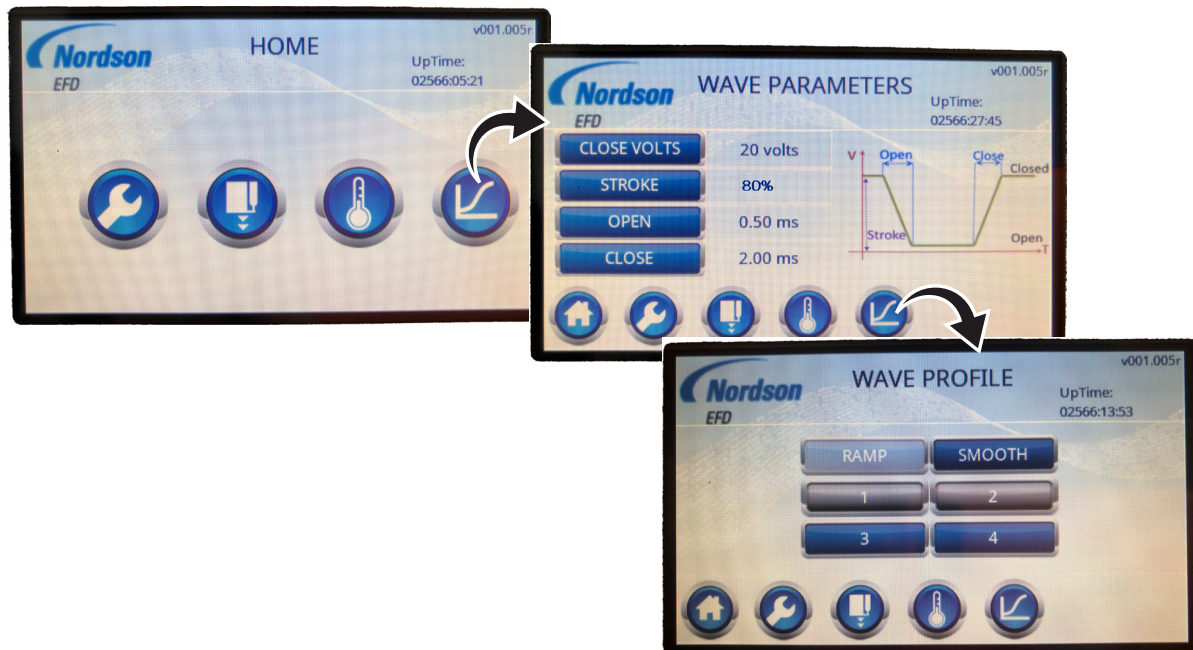 v001.005r
Nordson
HOME
UpTime:
EFD
02566:05:21
v001.005r
Nordson
WAVE PARAMETERS
UpTime:
EFD
02566:27:45
CLOSE VOLTS 20 volts
STROKE 80%
OPEN 0.50 ms
CLOSE 2.00 ms
V Open Close
Closed
Stroke
Open
T
v001.005r
Nordson
WAVE PROFILE
UpTime:
EFD
02566:13:53
RAMP SMOOTH
1 2
3 4